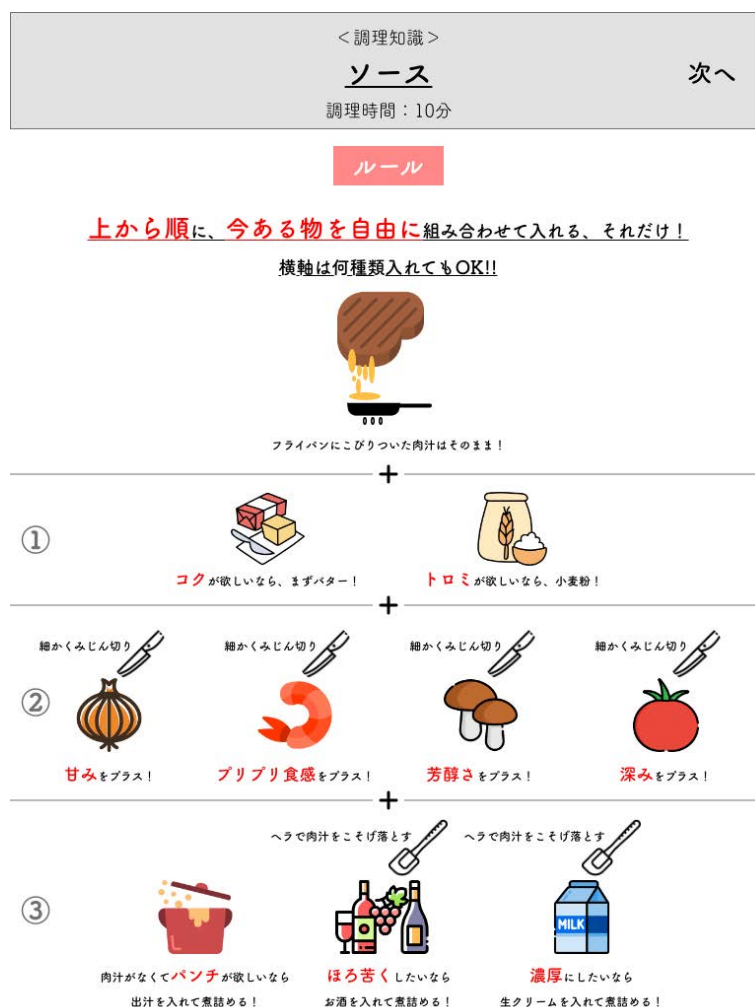 ＜調理知識＞
ソース
次へ
調理時間：10分
ルール
上から順に、今ある物を自由に組み合わせて入れる、それだけ！
横軸は何種類入れてもOK!!
フライパンにこびりついた肉汁はそのまま！
+
①
コクが欲しいなら、まずバター！
トロミが欲しいなら、小麦粉！
+
②
細かくみじん切り
細かくみじん切り
細かくみじん切り
細かくみじん切り
甘みをプラス！
プリプリ食感をプラス！
芳醇さをプラス！
深みをプラス！
+
③
ヘラで肉汁をこそげ落とす
ヘラで肉汁をこそげ落とす
MILK
肉汁がなくてパンチが欲しいなら
出汁を入れて煮詰める！
ほろ苦くしたいなら
お酒を入れて煮詰める！
濃厚にしたいなら
生クリームを入れて煮詰める！